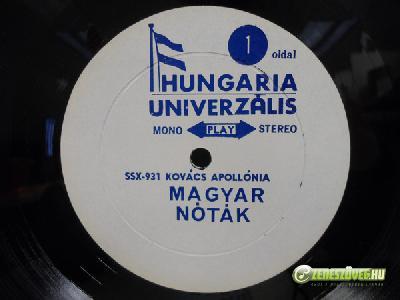 1 oldal
HUNGARIA
UNIVERZÁLIS
MONO PLAY STEREO
SSX-931 KOVÁCS APOLLÓNIA
MAGYAR
NÓTÁK
ZENESZÖVEG.HU